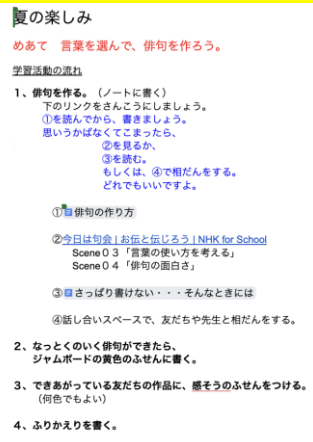 夏の楽しみ
めあて　言葉を選んで、俳句を作ろう。
学習活動の流れ
１、俳句を作る。（ノートに書く）
下のリンクをさんこうにしましょう。
①を読んでから、書きましょう。
思いうかばなくてこまったら、
②を見るか、
③を読む。
もしくは、④で相だんをする。
どれでもいいですよ。
①俳句の作り方
②今日は句会 | お伝と伝じろう | NHK for School
Scene０３「言葉の使い方を考える」
Scene０４「俳句の面白さ」
③さっぱり書けない・・・そんなときには
④話し合いスペースで、友だちや先生と相だんをする。
２、なっとくのいく俳句ができたら、
ジャムボードの黄色のふせんに書く。
３、できあがっている友だちの作品に、感そうのふせんをつける。
（何色でもよい）
４、ふりかえりを書く。